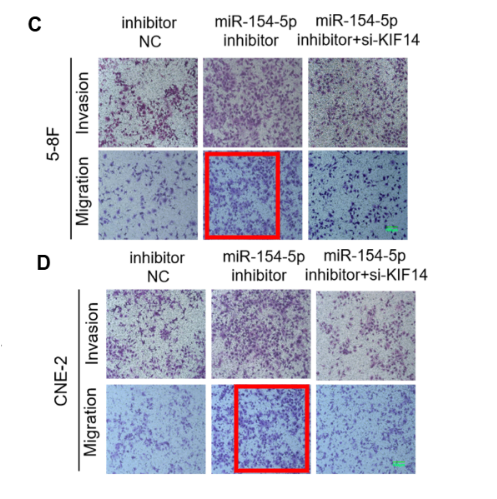 C
inhibitor NC
miR-154-5p inhibitor
miR-154-5p inhibitor+si-KIF14
5-8F
Invasion
Migration
D
inhibitor NC
miR-154-5p inhibitor
miR-154-5p inhibitor+si-KIF14
CNE-2
Invasion
Migration